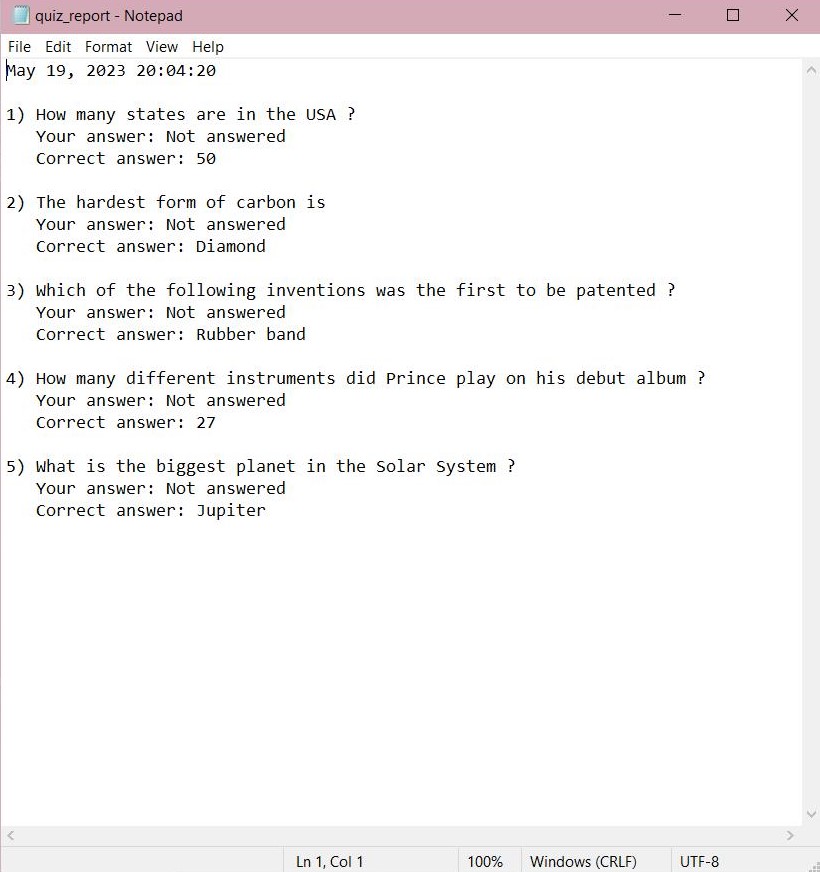 quiz_report - Notepad
File Edit Format View Help
May 19, 2023 20:04:20
1) How many states are in the USA ?
Your answer: Not answered
Correct answer: 50
2) The hardest form of carbon is
Your answer: Not answered
Correct answer: Diamond
3) Which of the following inventions was the first to be patented ?
Your answer: Not answered
Correct answer: Rubber band
4) How many different instruments did Prince play on his debut album ?
Your answer: Not answered
Correct answer: 27
5) What is the biggest planet in the Solar System ?
Your answer: Not answered
Correct answer: Jupiter
Ln 1, Col 1 100% Windows (CRLF) UTF-8